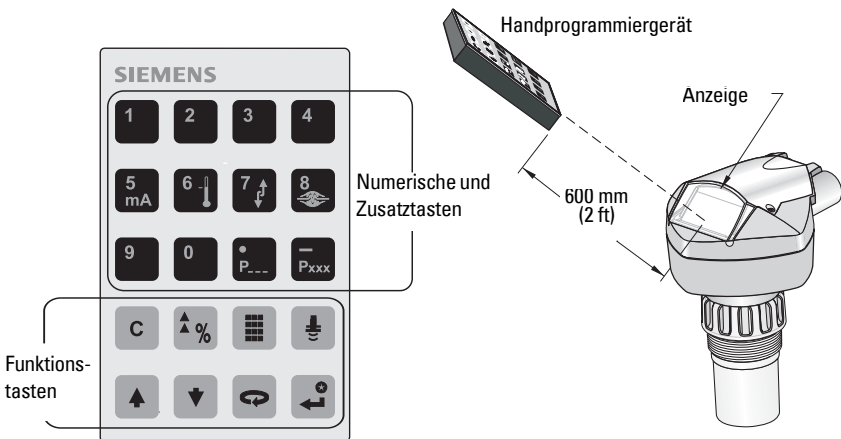 Handprogrammiergerät
SIEMENS
Anzeige
1 2 3 4
5 6 7 8
mA
Numerische und
Zusatztasten
600 mm
(2 ft)
9 0 • –
P_ _ _ Pxxx
C %
Funktions-
tasten